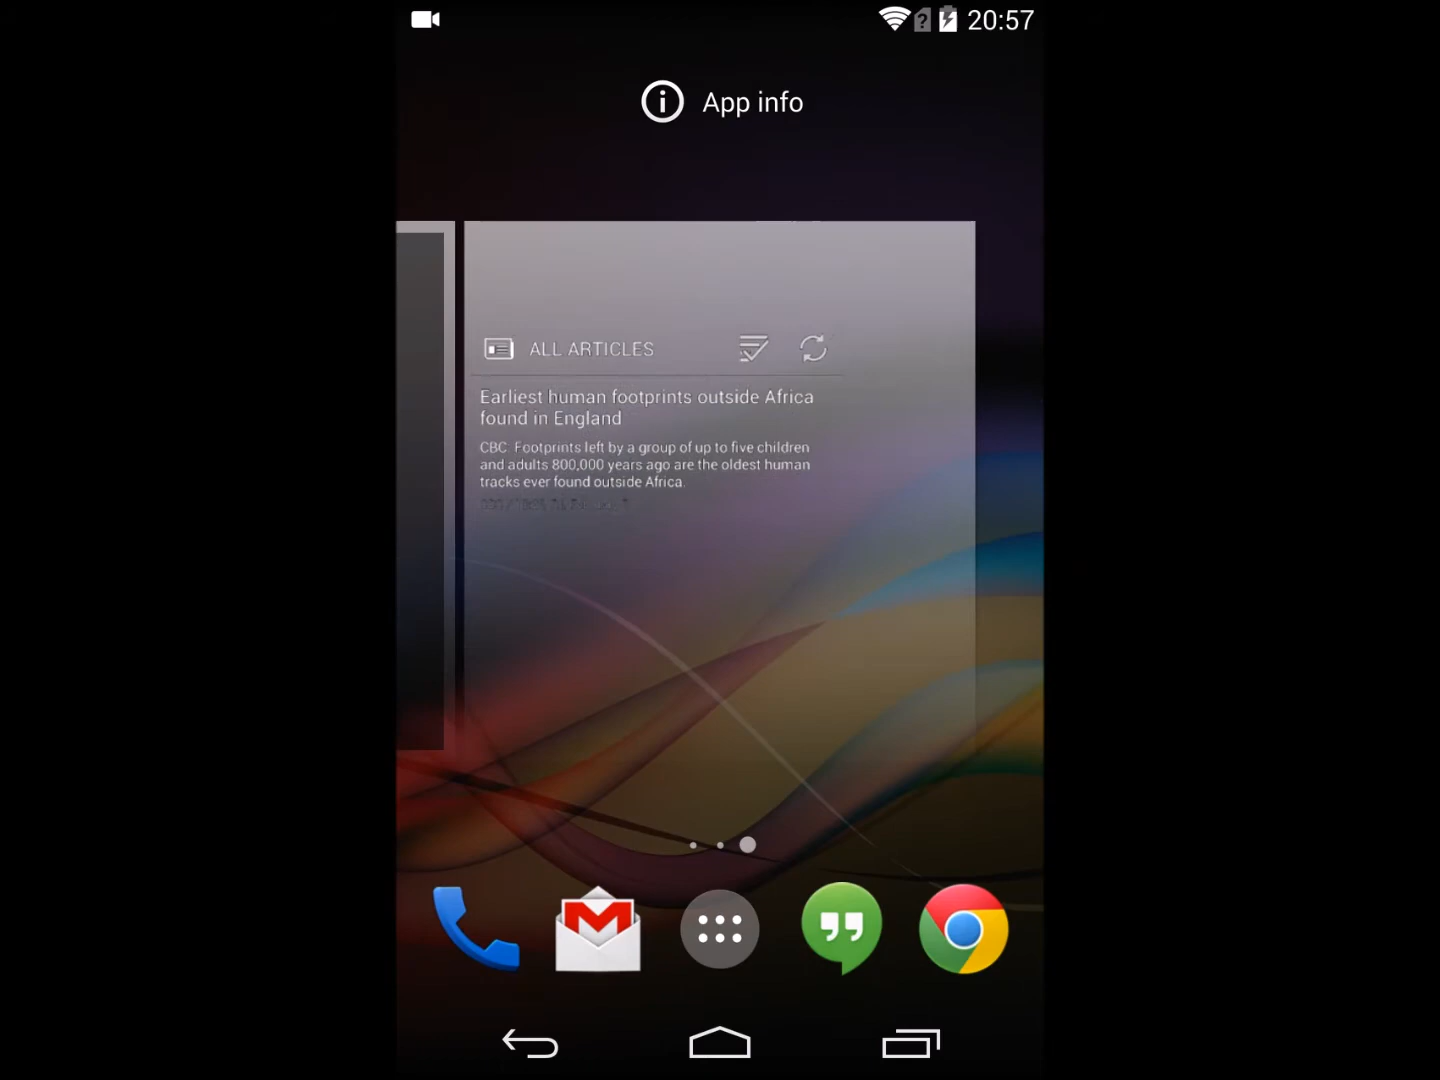 20:57
App info
ALL ARTICLES
Earliest human footprints outside Africa
found in England
CBC: Footprints left by a group of up to five children
and adults 800,000 years ago are the oldest human
tracks ever found outside Africa.